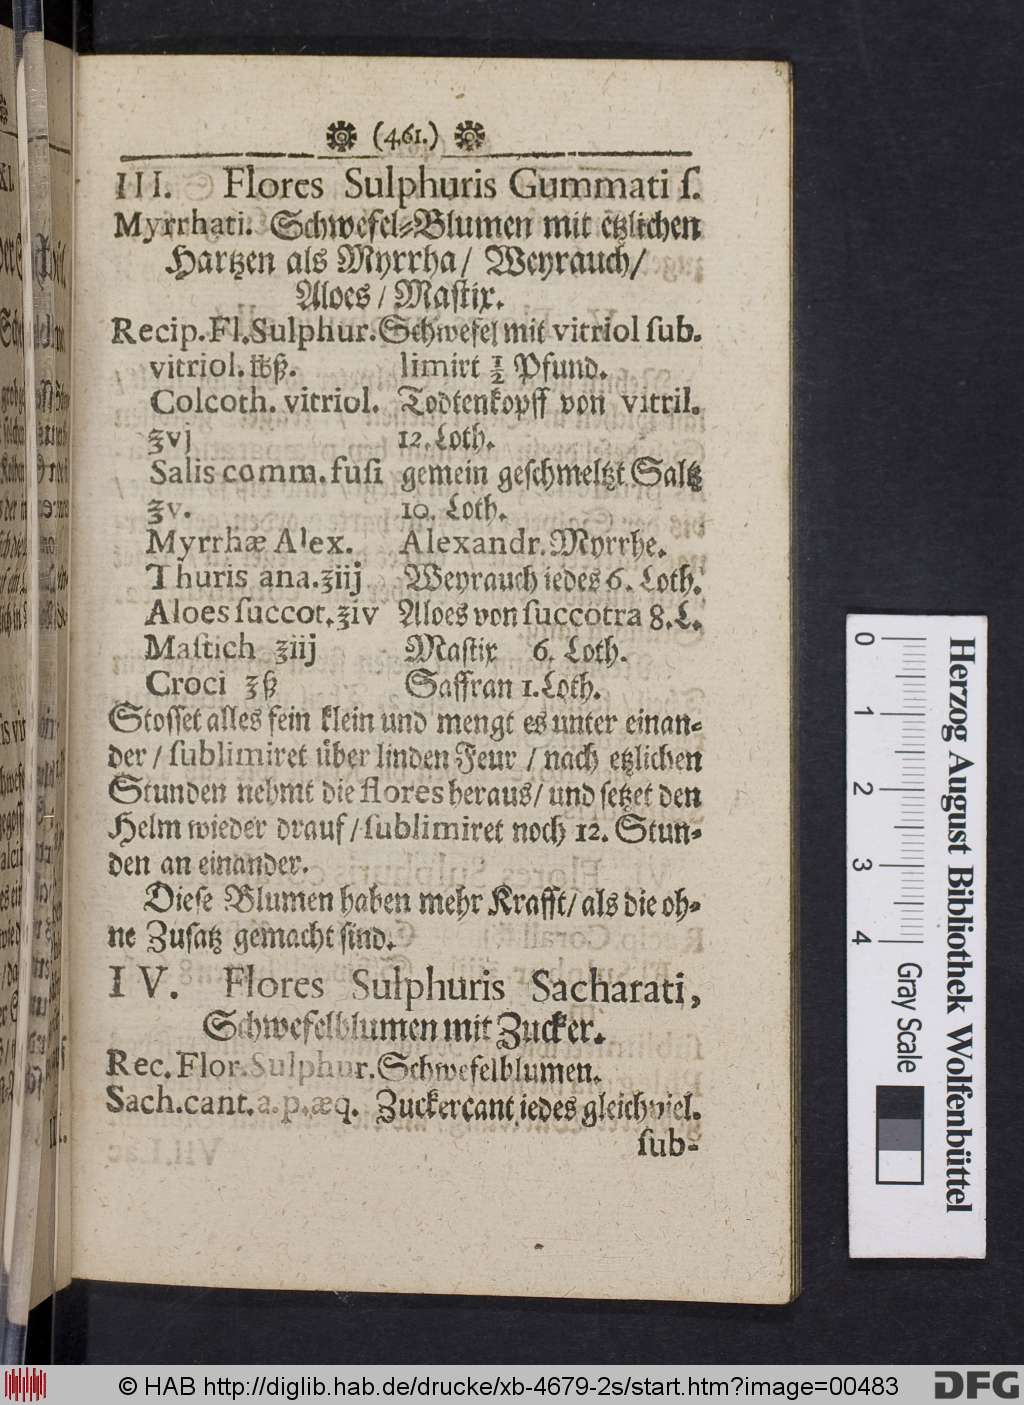 (461.)
III. Flores Sulphuris Gummati ſ.
Myrrhati. Schwefel-Blumen mit etzlichen
Hartzen als Myrrha/ Weyrauch/
Aloes / Maſtix.
Recip. Fl. Sulphur. Schwefel mit vitriol ſub.
vitriol. ℔ß. limirt ½ Pfund.
Colcoth. vitriol. Todtenkopff von vitril.
℥vj 12. Loth.
Salis comm. fuſi gemein geſchmeltzt Saltz
℥v. 10. Loth.
Myrrhæ Alex. Alexandr. Myrrhe.
Thuris ana. ℥iij Weyrauch iedes 6. Loth.
Aloes ſuccot. ℥iv Aloes von ſuccotra 8. L.
Maſtich ℥iij Maſtix 6. Loth.
Croci ℥ß Saffran 1. Loth.
Stoſſet alles fein klein und mengt es unter einan-
der / ſublimiret über linden Feur / nach etzlichen
Stunden nehmt die flores heraus/ und ſetzet den
Helm wieder drauf / ſublimiret noch 12. Stun-
den an einander.
Dieſe Blumen haben mehr Krafft/ als die oh-
ne Zuſatz gemacht ſind.
IV. Flores Sulphuris Sacharati,
Schwefelblumen mit Zucker.
Rec. Flor. Sulphur. Schwefelblumen.
Sach. cant. a. p. æq. Zuckercant iedes gleichviel.
ſub-
0 1 2 3 4
Gray Scale
Herzog August Bibliothek Wolfenbüttel
© HAB http://diglib.hab.de/drucke/xb-4679-2s/start.htm?image=00483
DFG